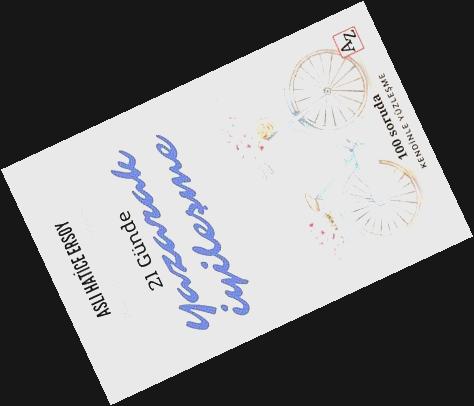 ASLI HATİCE ERSOY
21 Günde
yazarak
iyileşme
100 soruda
KENDİNLE YÜZLEŞME
AZ